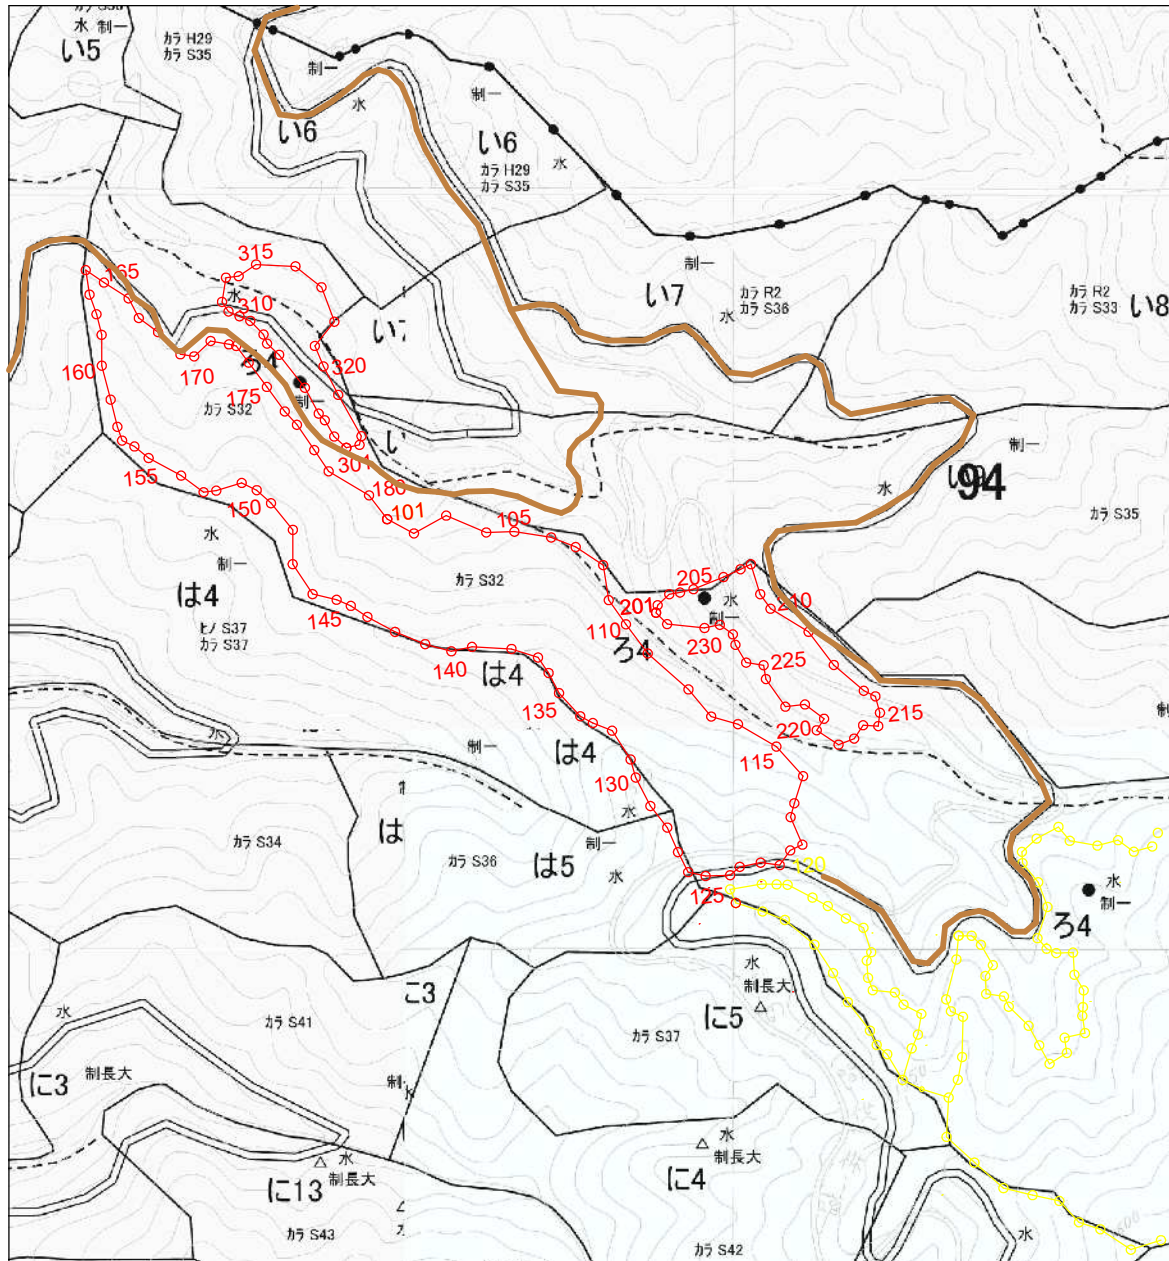 水 制一
い5
カラ H29
カラ S35
制一
水
い6
制一
い6
カラ H29
カラ S35
水
制一
い7
カラ R2
カラ S36
水
カラ R2
カラ S33
い8
315
165
水
310
ろ4
制一
320
160
170
175
カラ S32
301
180
155
150
101
105
水
制一
は4
ヒノ S37
カラ S37
145
カラ S32
140
は4
135
は4
130
制一
水
制一
は5
水
カラ S34
カラ S36
125
120
115
110
ろ4
201
205
水
制一
210
230
225
220
215
制一
94
水
カラ S35
水
制一
ろ4
水
制長大
に5
カラ S37
に3
カラ S41
水
制長大
に3
水
制長大
に13
カラ S43
水
制長大
に4
カラ S42
水